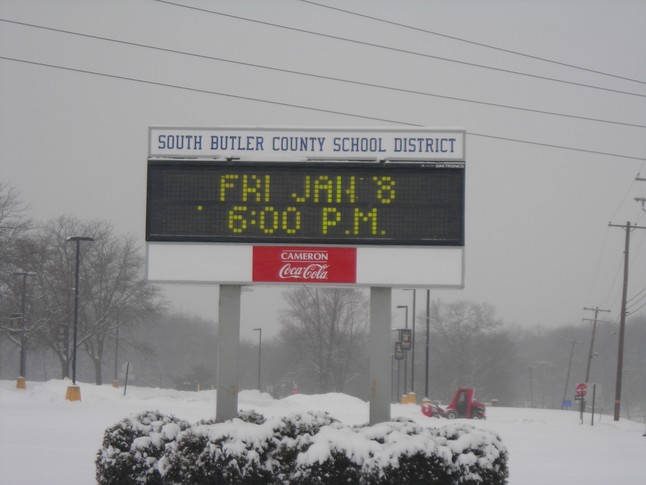 SOUTH BUTLER COUNTY SCHOOL DISTRICT
FRI JAN 8
6:00 P.M.
CAMERON
Coca-Cola